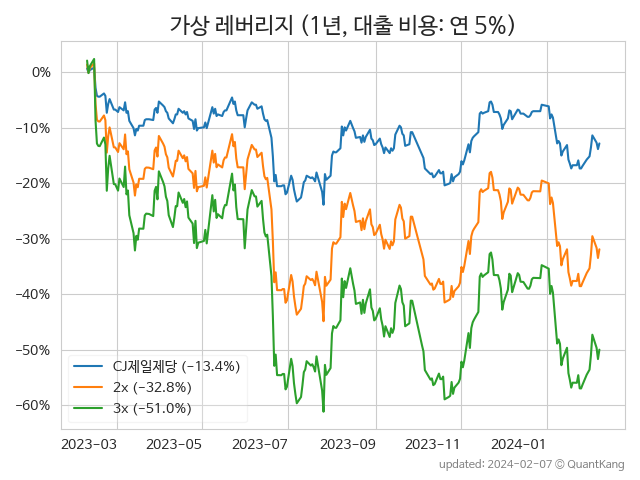 가상 레버리지 (1년, 대출 비용: 연 5%)
0%
−10%
−20%
−30%
−40%
−50%
−60%
CJ제일제당 (−13.4%)
2x (−32.8%)
3x (−51.0%)
2023-03 2023-05 2023-07 2023-09 2023-11 2024-01
updated: 2024-02-07 © QuantKang